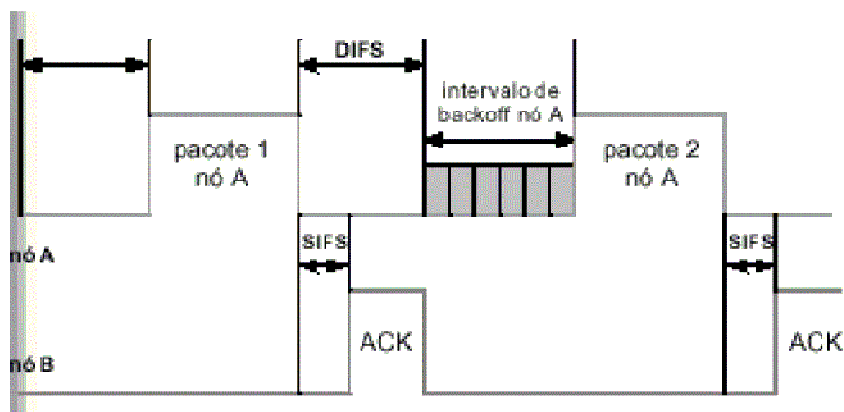 DIFS
intervalo de
backoff nó A
pacote 1
nó A
pacote 2
nó A
SIFS
SIFS
nó A
ACK
ACK
nó B